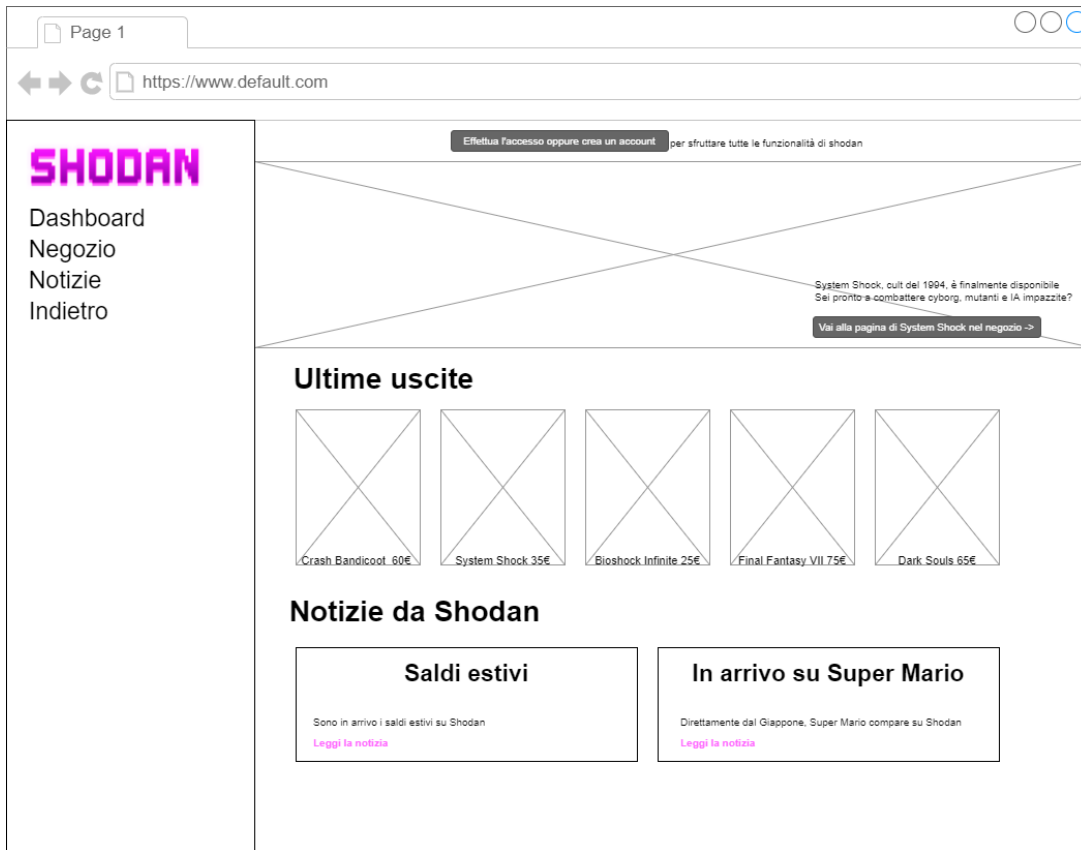 Page 1
https://www.default.com
SHODAN
Dashboard
Negozio
Notizie
Indietro
Effettua l'accesso oppure crea un account per sfruttare tutte le funzionalità di shodan
System Shock, cult del 1994, è finalmente disponibile
Sei pronto a combattere cyborg, mutanti e IA impazzite?
Vai alla pagina di System Shock nel negozio ->
Ultime uscite
Crash Bandicoot 60€
System Shock 35€
Bioshock Infinite 25€
Final Fantasy VII 75€
Dark Souls 65€
Notizie da Shodan
Saldi estivi
Sono in arrivo i saldi estivi su Shodan
Leggi la notizia
In arrivo su Super Mario
Direttamente dal Giappone, Super Mario compare su Shodan
Leggi la notizia